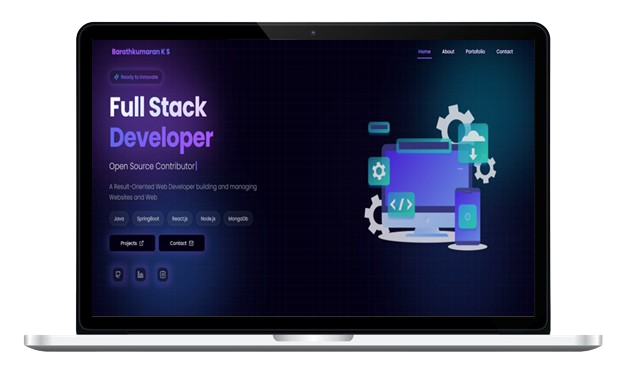 Barathkumaran K S
Home About Portofolio Contact
Ready to Innovate
Full Stack
Developer
Open Source Contributor|
A Result-Oriented Web Developer building and managing
Websites and Web
Java SpringBoot React.js Node.js MongoDb
Projects Contact